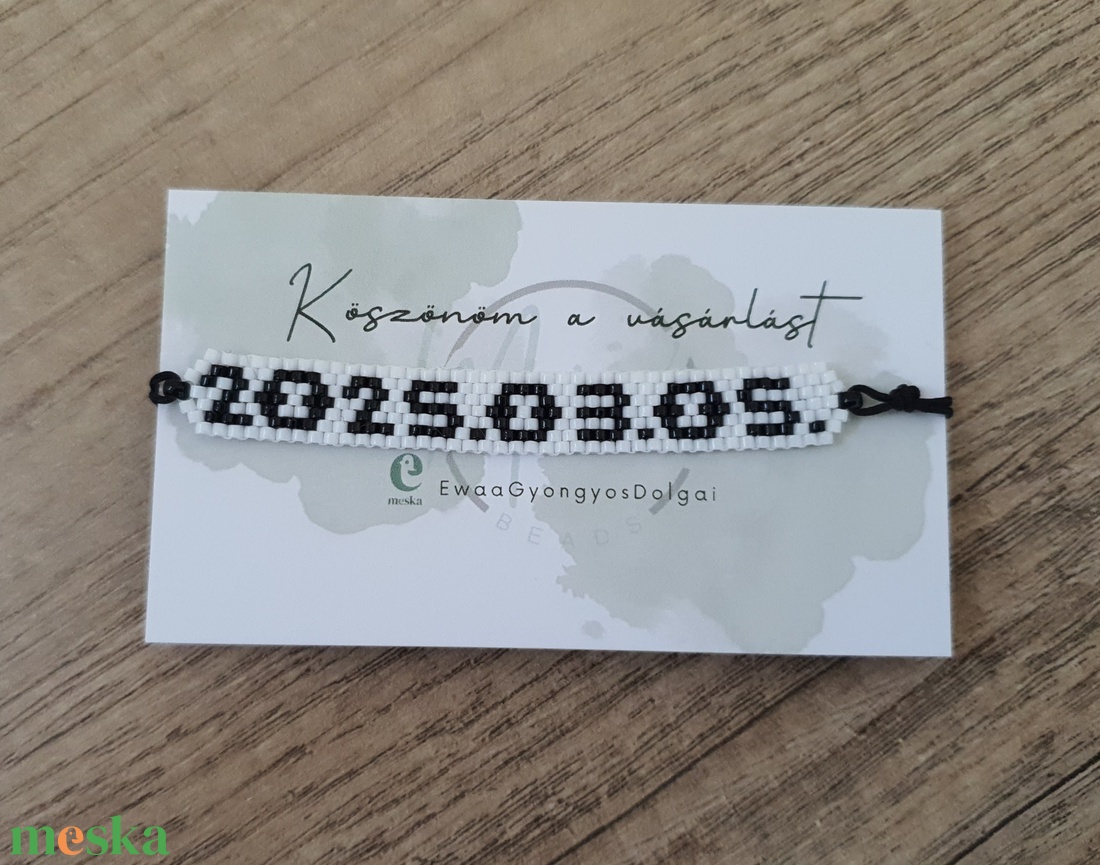 Köszönöm a vásárlást
2025.03.05.
meska EwaaGyongyosDolgai
BEADS
meska